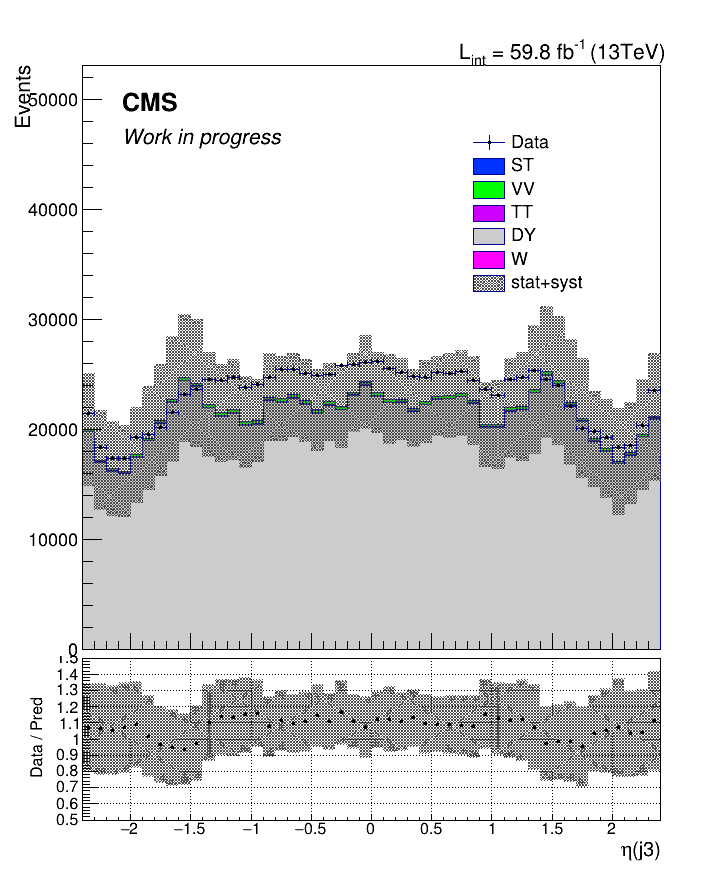 L_int = 59.8 fb^-1 (13TeV)
Events
50000
CMS
Work in progress
Data
ST
VV
TT
DY
W
stat+syst
40000
30000
20000
10000
0
1.5
1.4
1.3
1.2
1.1
1
0.9
0.8
0.7
0.6
0.5
Data / Pred
−2 −1.5 −1 −0.5 0 0.5 1 1.5 2
η(j3)